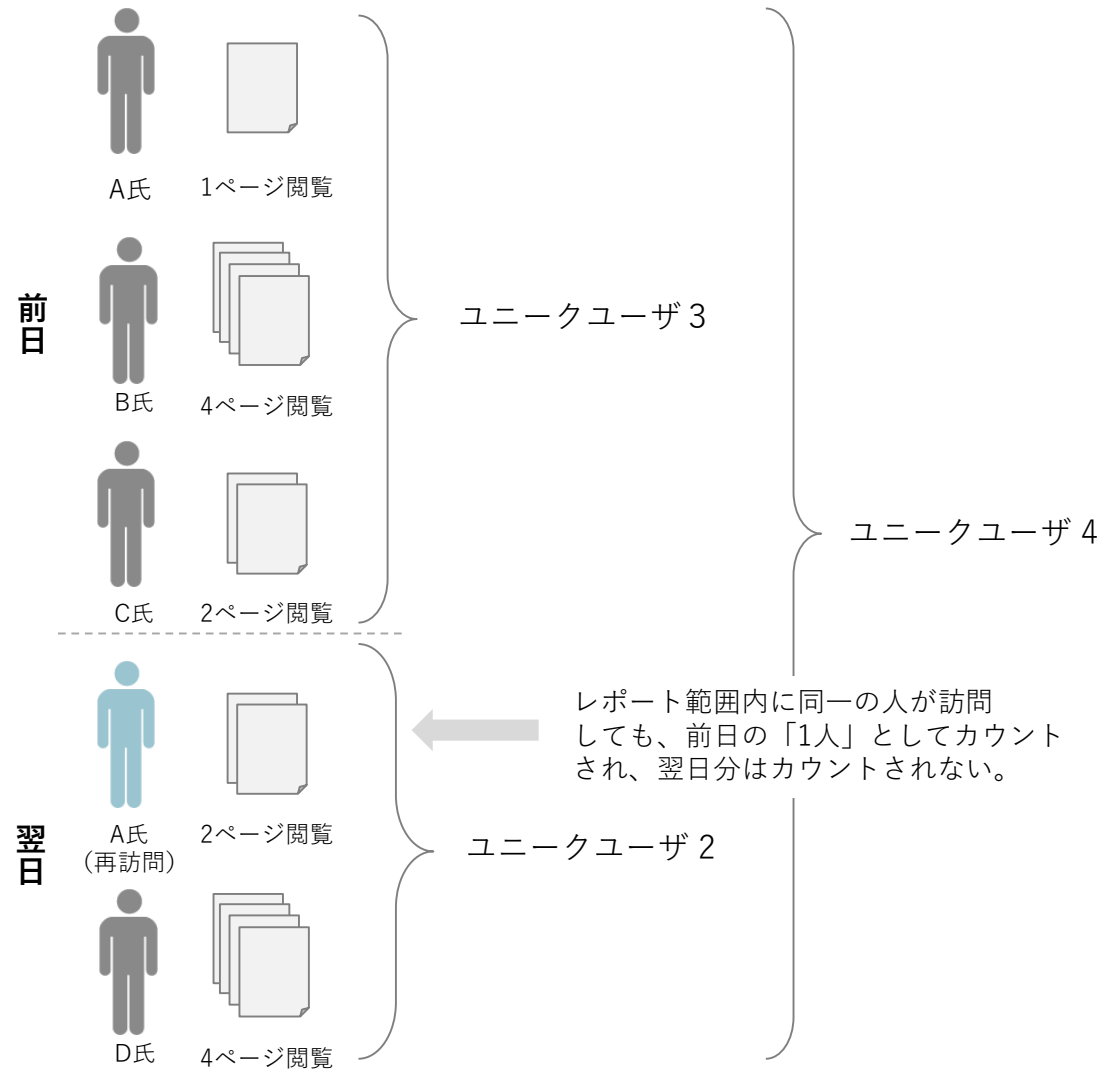 A氏
1ページ閲覧
前日
B氏
4ページ閲覧
ユニークユーザ 3
C氏
2ページ閲覧
ユニークユーザ 4
翌日
A氏
(再訪問)
2ページ閲覧
レポート範囲内に同一の人が訪問
しても、前日の「1人」としてカウント
され、翌日分はカウントされない。
ユニークユーザ 2
D氏
4ページ閲覧